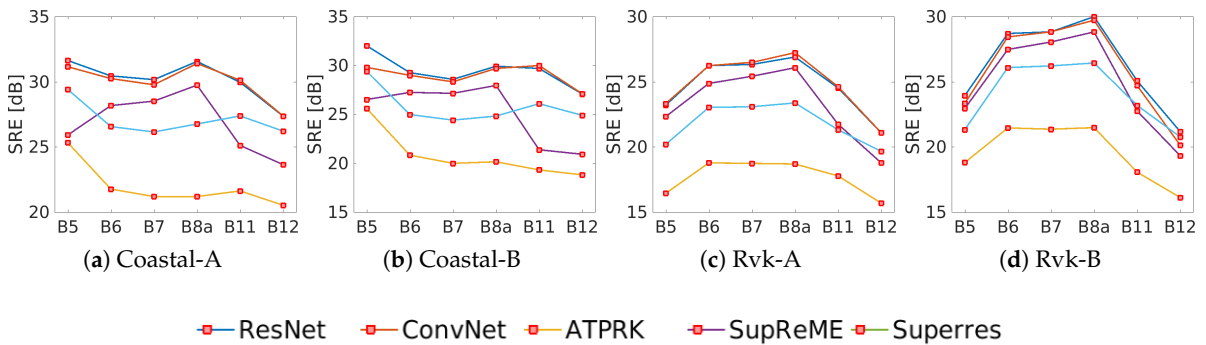 35
30
25
20
SRE [dB]
B5 B6 B7 B8a B11 B12
(a) Coastal-A
35
30
25
20
15
SRE [dB]
B5 B6 B7 B8a B11 B12
(b) Coastal-B
30
25
20
15
SRE [dB]
B5 B6 B7 B8a B11 B12
(c) Rvk-A
30
25
20
15
SRE [dB]
B5 B6 B7 B8a B11 B12
(d) Rvk-B
ResNet ConvNet ATPRK SupReME Superres